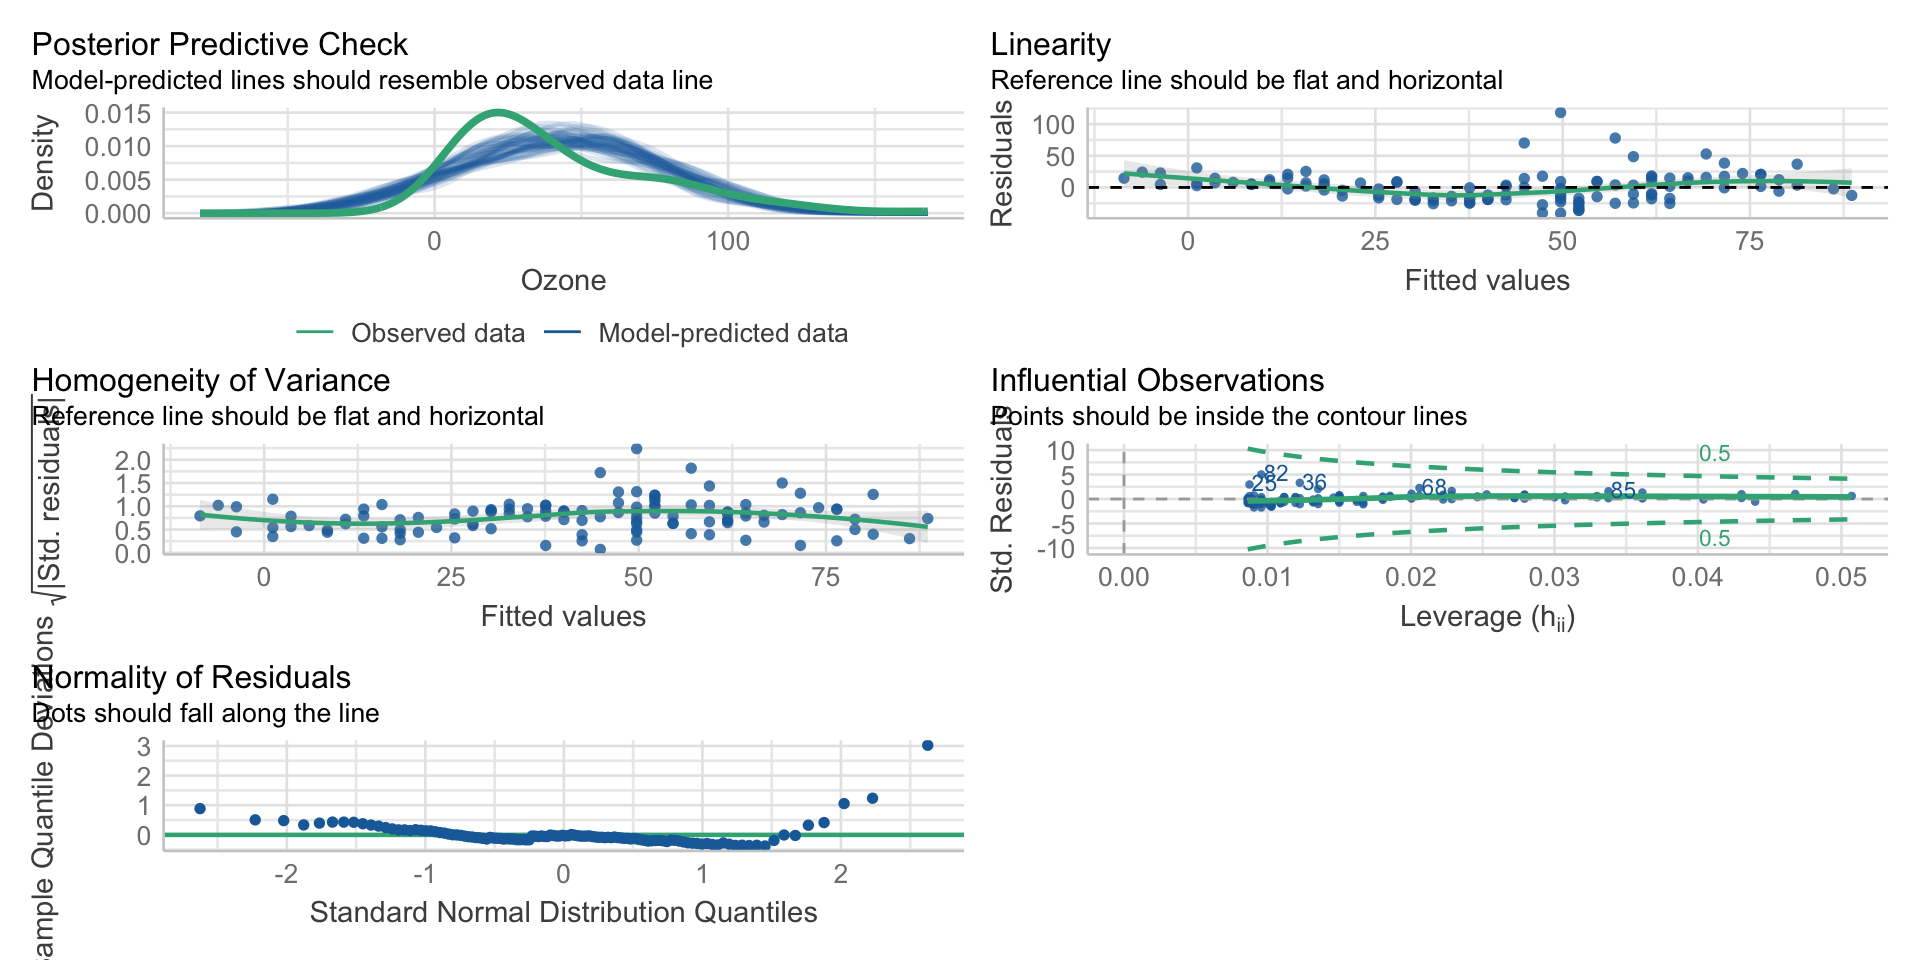 Posterior Predictive Check
Model-predicted lines should resemble observed data line
Density
0.015
0.010
0.005
0.000
0
100
Ozone
Observed data
Model-predicted data
Linearity
Reference line should be flat and horizontal
Residuals
100
50
0
0
25
50
75
Fitted values
Homogeneity of Variance
Reference line should be flat and horizontal
√|Std. residuals|
2.0
1.5
1.0
0.5
0.0
0
25
50
75
Fitted values
Influential Observations
Points should be inside the contour lines
Std. Residuals
10
5
0
-5
-10
0.5
82
25
36
68
85
0.5
0.00
0.01
0.02
0.03
0.04
0.05
Leverage (hii)
Normality of Residuals
Dots should fall along the line
Quantile Deviations
3
2
1
0
-2
-1
0
1
2
Standard Normal Distribution Quantiles